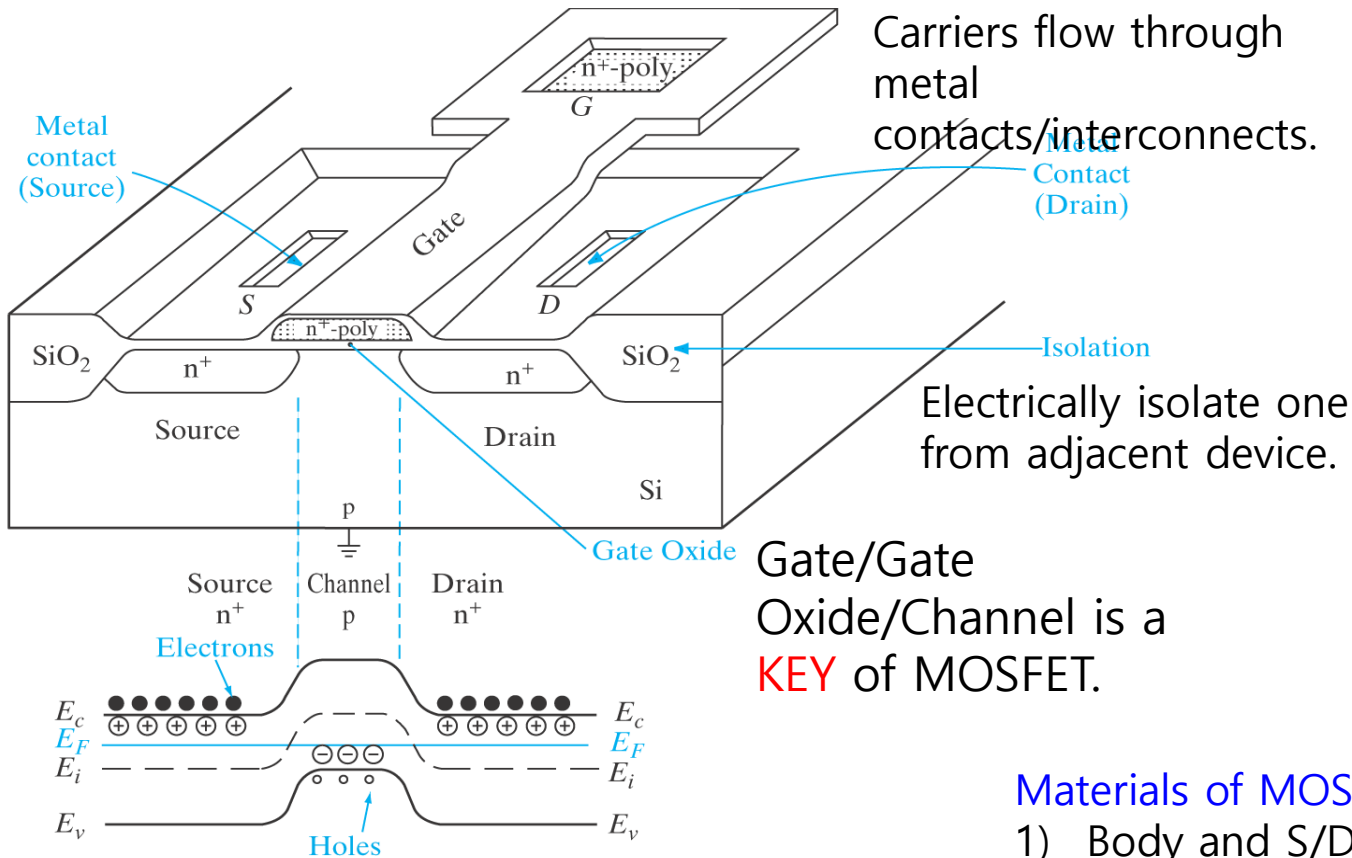 Carriers flow through
metal
contacts/interconnects.
n+-poly
G
Metal
contact
(Source)
Metal
Contact
(Drain)
Gate
S
D
n+-poly
SiO2
n+
n+
SiO2
Isolation
Source
Drain
Electrically isolate one
from adjacent device.
Si
p
Gate Oxide
Gate/Gate
Oxide/Channel is a
KEY of MOSFET.
Source
n+
Channel
p
Drain
n+
Electrons
Ec
EF
Ei
Ev
Ec
EF
Ei
Ev
Holes
Materials of MOS
1) Body and S/D